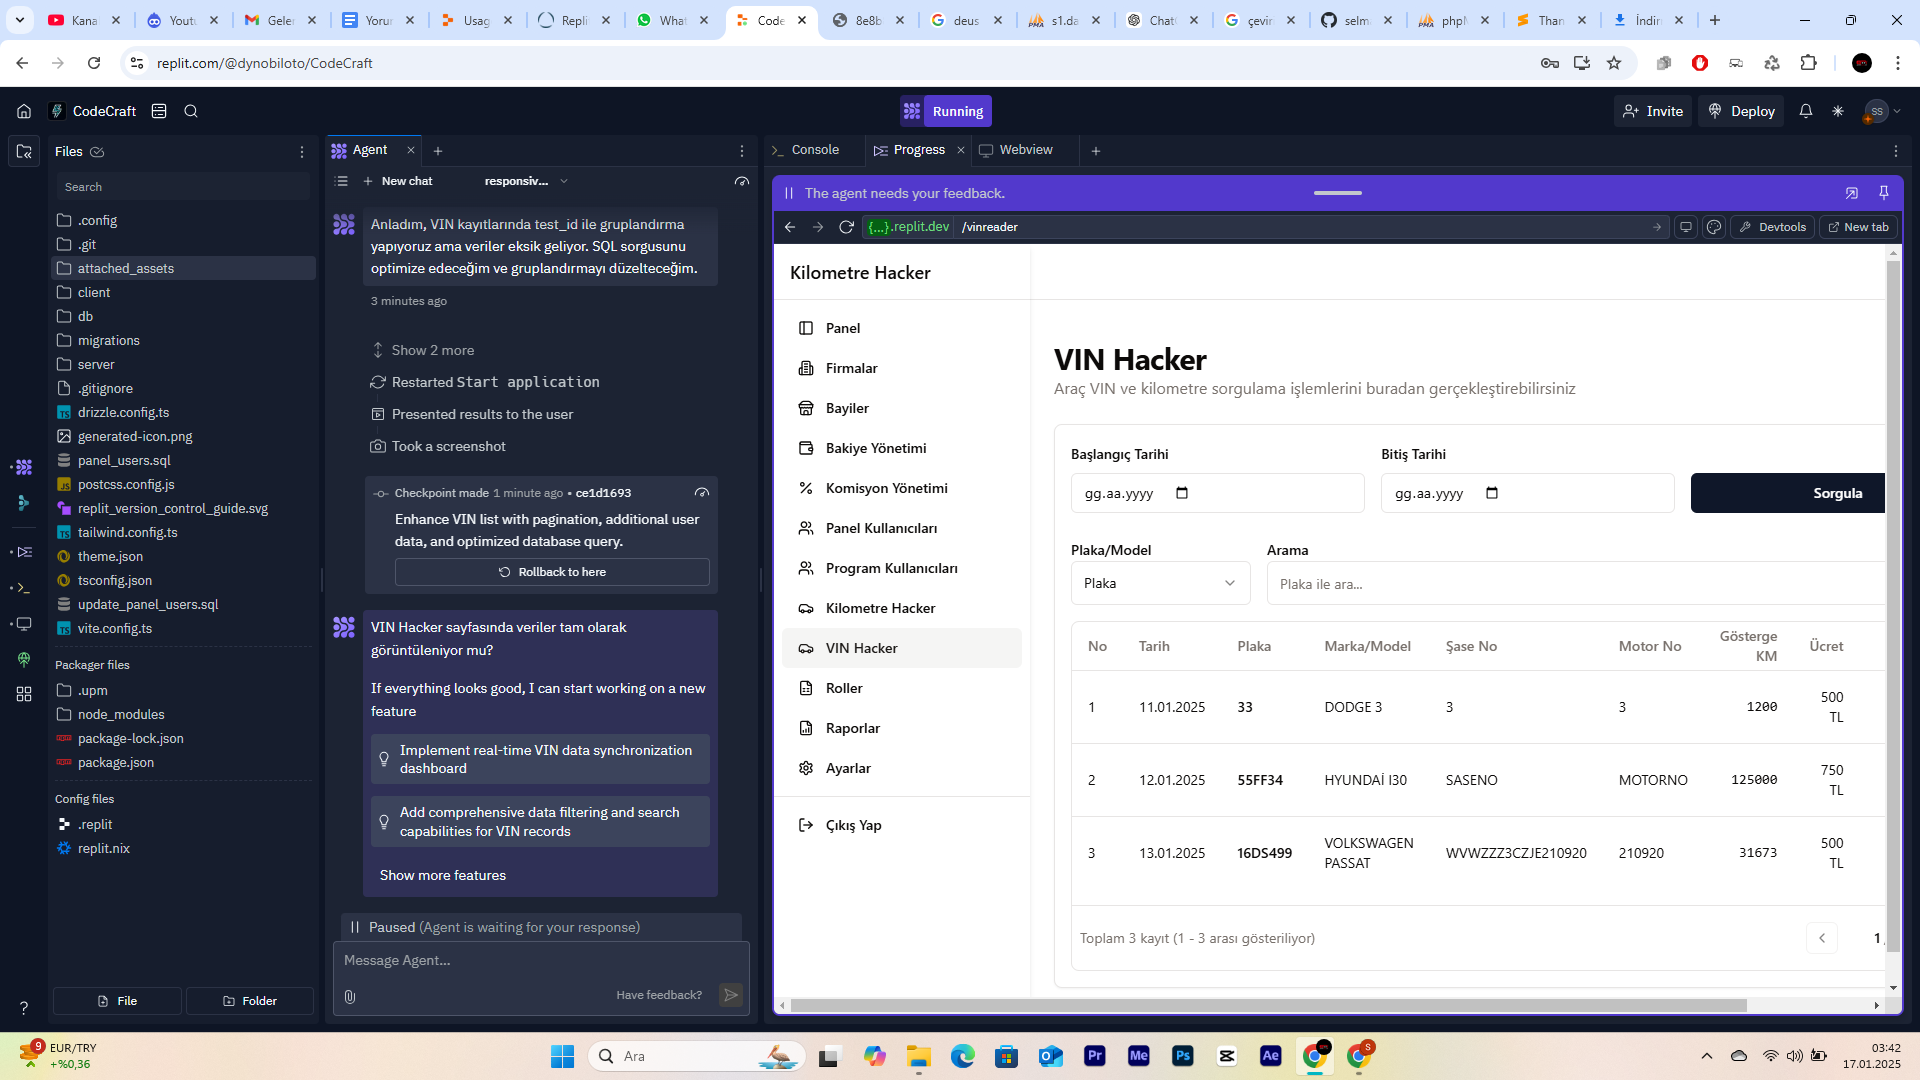 Kana
Youtu
Gelen
Yorun
Usag
Repli
What
Code
8e8b
deus
s1.da
Chat
çevir
selm
phpM
Than
İndir
replit.com/@dynobiloto/CodeCraft
CodeCraft
Running
Invite
Deploy
SS
Files
Search
.config
.git
attached_assets
client
db
migrations
server
.gitignore
drizzle.config.ts
generated-icon.png
panel_users.sql
postcss.config.js
replit_version_control_guide.svg
tailwind.config.ts
theme.json
tsconfig.json
update_panel_users.sql
vite.config.ts
Packager files
.upm
node_modules
package-lock.json
package.json
Config files
.replit
replit.nix
File
Folder
Agent
New chat
responsiv...
Anladım, VIN kayıtlarında test_id ile gruplandırma
yapıyoruz ama veriler eksik geliyor. SQL sorgusunu
optimize edeceğim ve gruplandırmayı düzelteceğim.
3 minutes ago
Show 2 more
Restarted Start application
Presented results to the user
Took a screenshot
Checkpoint made 1 minute ago • ce1d1693
Enhance VIN list with pagination, additional user
data, and optimized database query.
Rollback to here
VIN Hacker sayfasında veriler tam olarak
görüntüleniyor mu?
If everything looks good, I can start working on a new
feature
Implement real-time VIN data synchronization
dashboard
Add comprehensive data filtering and search
capabilities for VIN records
Show more features
Paused (Agent is waiting for your response)
Message Agent...
Have feedback?
Console
Progress
Webview
The agent needs your feedback.
{...}.replit.dev
/vinreader
Devtools
New tab
Kilometre Hacker
Panel
Firmalar
Bayiler
Bakiye Yönetimi
Komisyon Yönetimi
Panel Kullanıcıları
Program Kullanıcıları
Kilometre Hacker
VIN Hacker
Roller
Raporlar
Ayarlar
Çıkış Yap
VIN Hacker
Araç VIN ve kilometre sorgulama işlemlerini buradan gerçekleştirebilirsiniz
Başlangıç Tarihi
Bitiş Tarihi
gg.aa.yyyy
gg.aa.yyyy
Sorgula
Plaka/Model
Arama
Plaka
Plaka ile ara...
No Tarih Plaka Marka/Model Şase No Motor No Gösterge KM Ücret
1 11.01.2025 33 DODGE 3 3 3 1200 500 TL
2 12.01.2025 55FF34 HYUNDAİ I30 SASENO MOTORNO 125000 750 TL
3 13.01.2025 16DS499 VOLKSWAGEN PASSAT WVWZZZ3CZJE210920 210920 31673 500 TL
Toplam 3 kayıt (1 - 3 arası gösteriliyor)
1
9
EUR/TRY
+%0,36
Ara
Pr
Me
Ps
Ae
S
03:42
17.01.2025